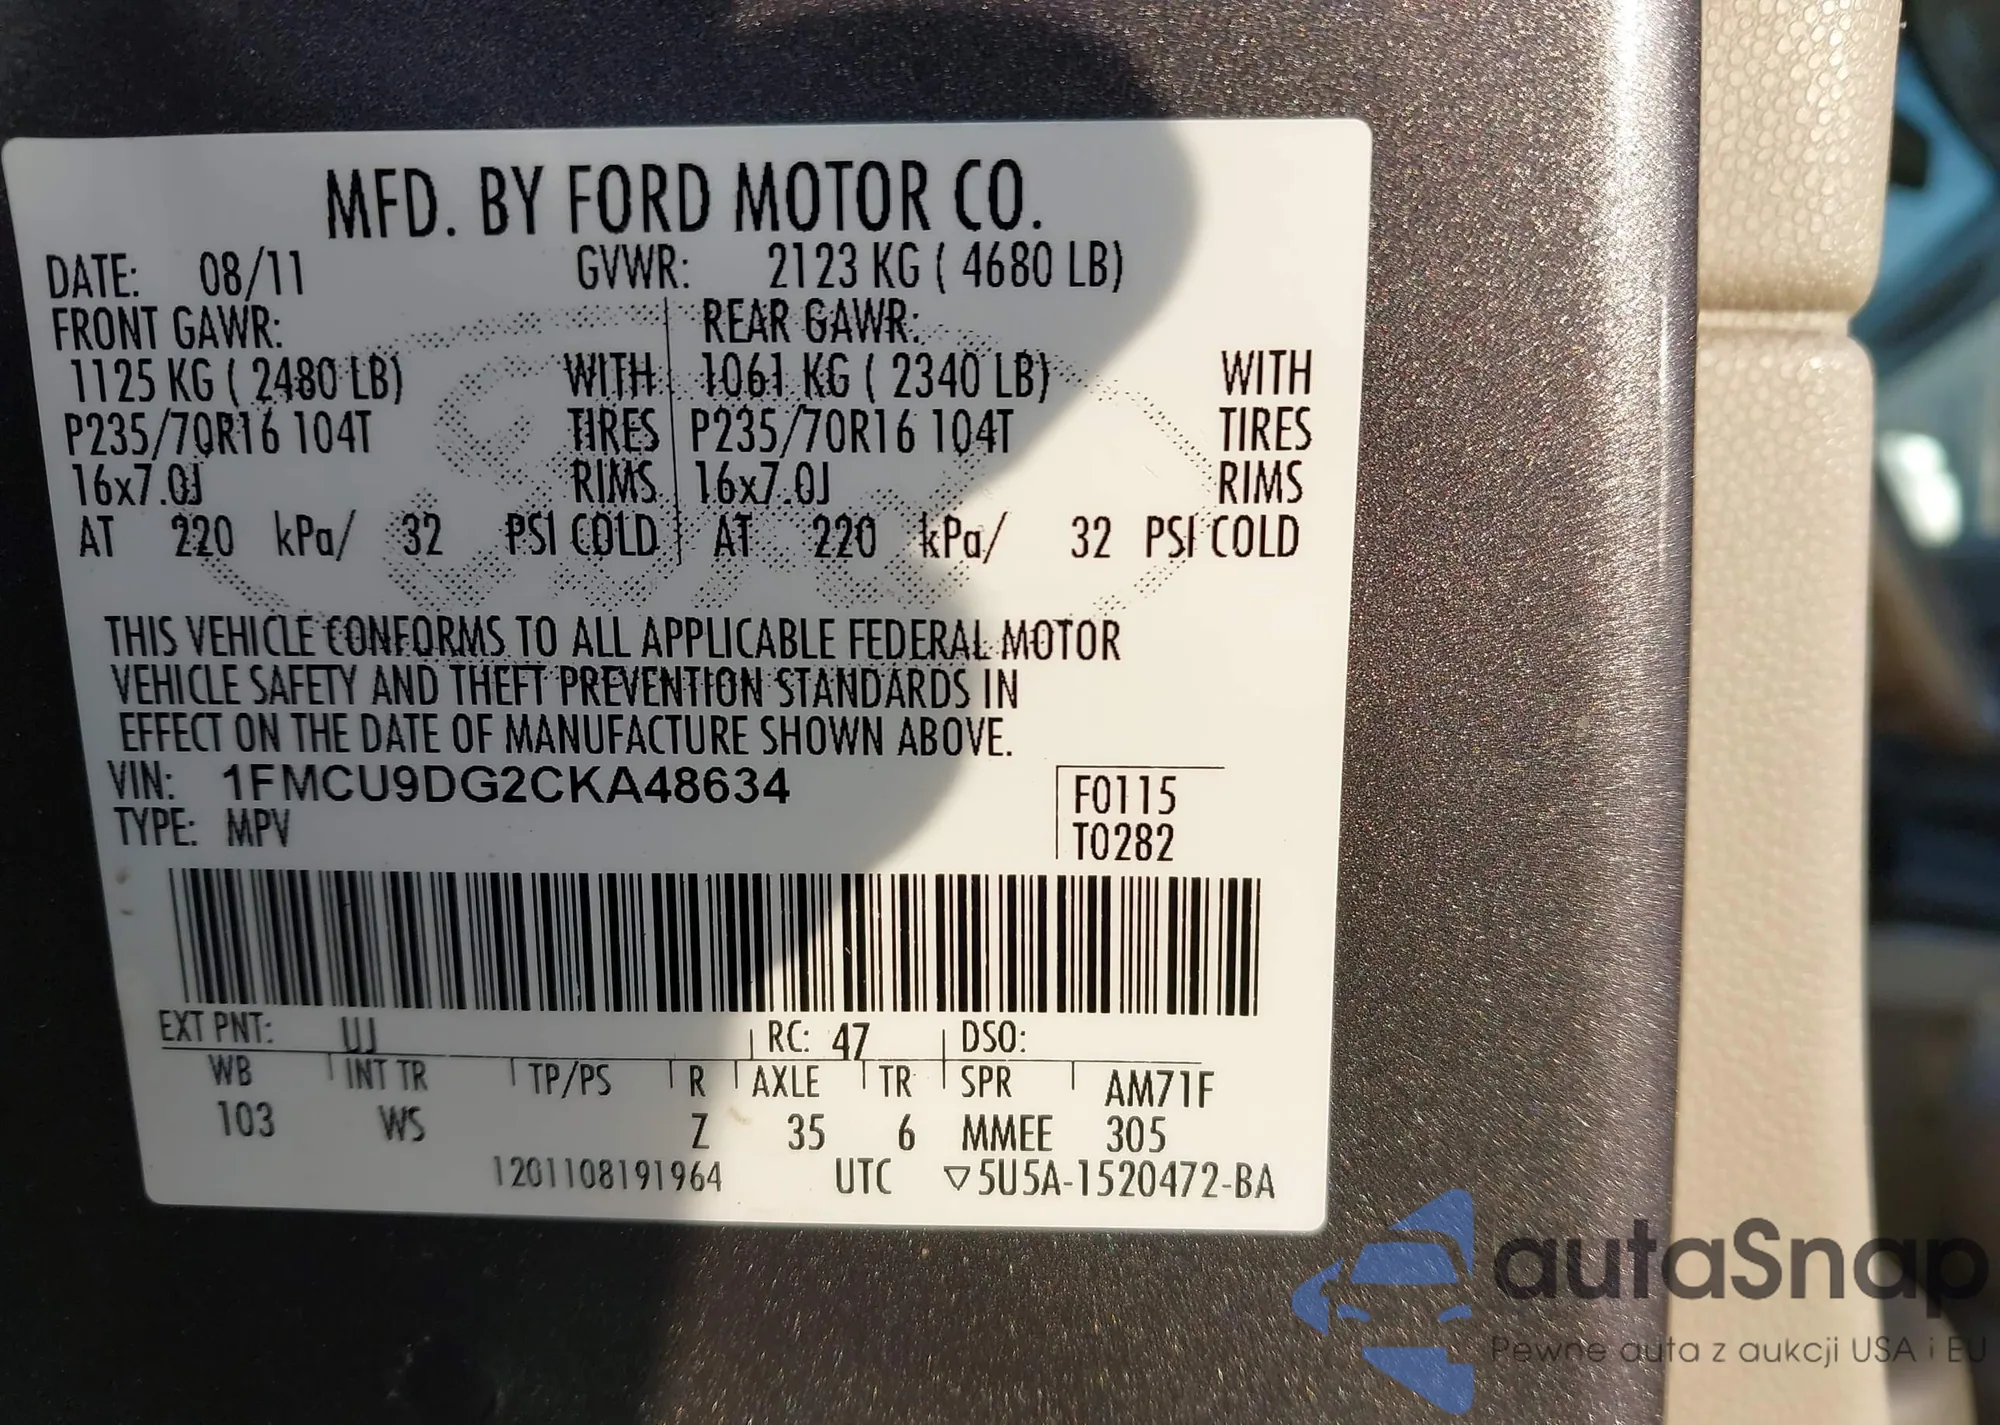 MFD. BY FORD MOTOR CO.
DATE: 08/11 GVWR: 2123 KG ( 4680 LB)
FRONT GAWR: REAR GAWR:
1125 KG ( 2480 LB) WITH 1061 KG ( 2340 LB) WITH
P235/70R16 104T TIRES P235/70R16 104T TIRES
16x7.0J RIMS 16x7.0J RIMS
AT 220 kPa/ 32 PSI COLD AT 220 kPa/ 32 PSI COLD
THIS VEHICLE CONFORMS TO ALL APPLICABLE FEDERAL MOTOR
VEHICLE SAFETY AND THEFT PREVENTION STANDARDS IN
EFFECT ON THE DATE OF MANUFACTURE SHOWN ABOVE.
VIN: 1FMCU9DG2CKA48634
TYPE: MPV
F0115
T0282
EXT PNT: UJ RC: 47 DSO:
WB INT TR TP/PS R AXLE TR SPR AM71F
103 WS Z 35 6 MMEE 305
1201108191964 UTC ▽5U5A-1520472-BA
autaSnap
Pewne auta z aukcji USA i EU